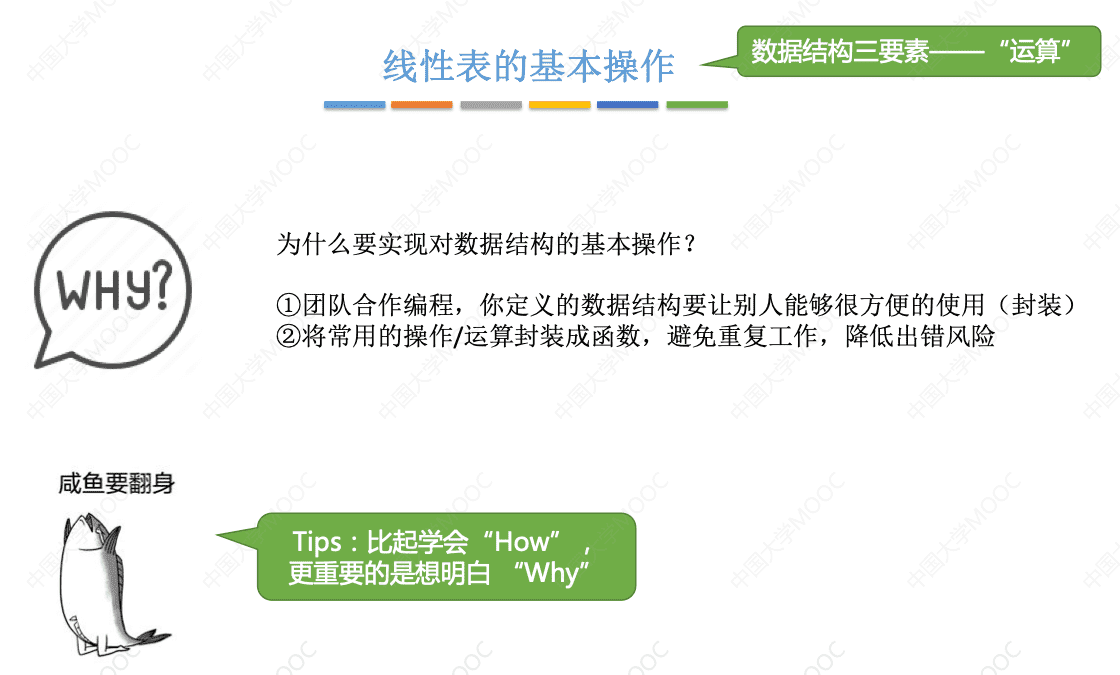 线性表的基本操作
数据结构三要素——“运算”
WHY?
为什么要实现对数据结构的基本操作？
①团队合作编程，你定义的数据结构要让别人能够很方便的使用（封装）
②将常用的操作/运算封装成函数，避免重复工作，降低出错风险
咸鱼要翻身
Tips：比起学会“How”，
更重要的是想明白 “Why”
中国大学MOOC